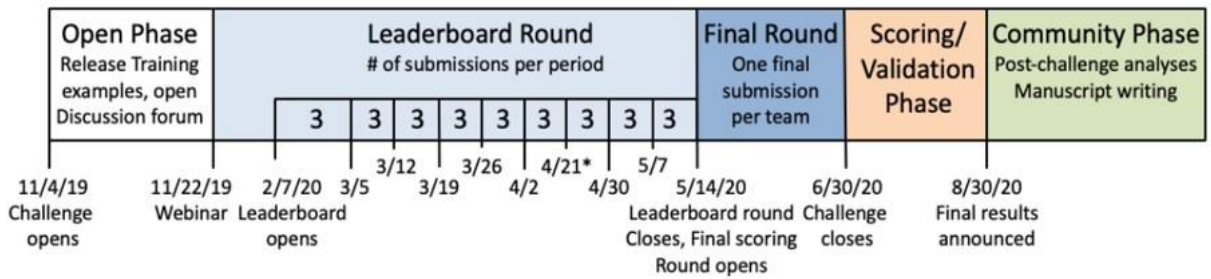 Open Phase
Release Training
examples, open
Discussion forum
Leaderboard Round
# of submissions per period
3 3 3 3 3 3 3 3 3
Final Round
One final
submission
per team
Scoring/
Validation
Phase
Community Phase
Post-challenge analyses
Manuscript writing
11/4/19
Challenge
opens
11/22/19
Webinar
2/7/20
Leaderboard
opens
3/5
3/12
3/19
3/26
4/2
4/21*
4/30
5/7
5/14/20
Leaderboard round
Closes, Final scoring
Round opens
6/30/20
Challenge
closes
8/30/20
Final results
announced